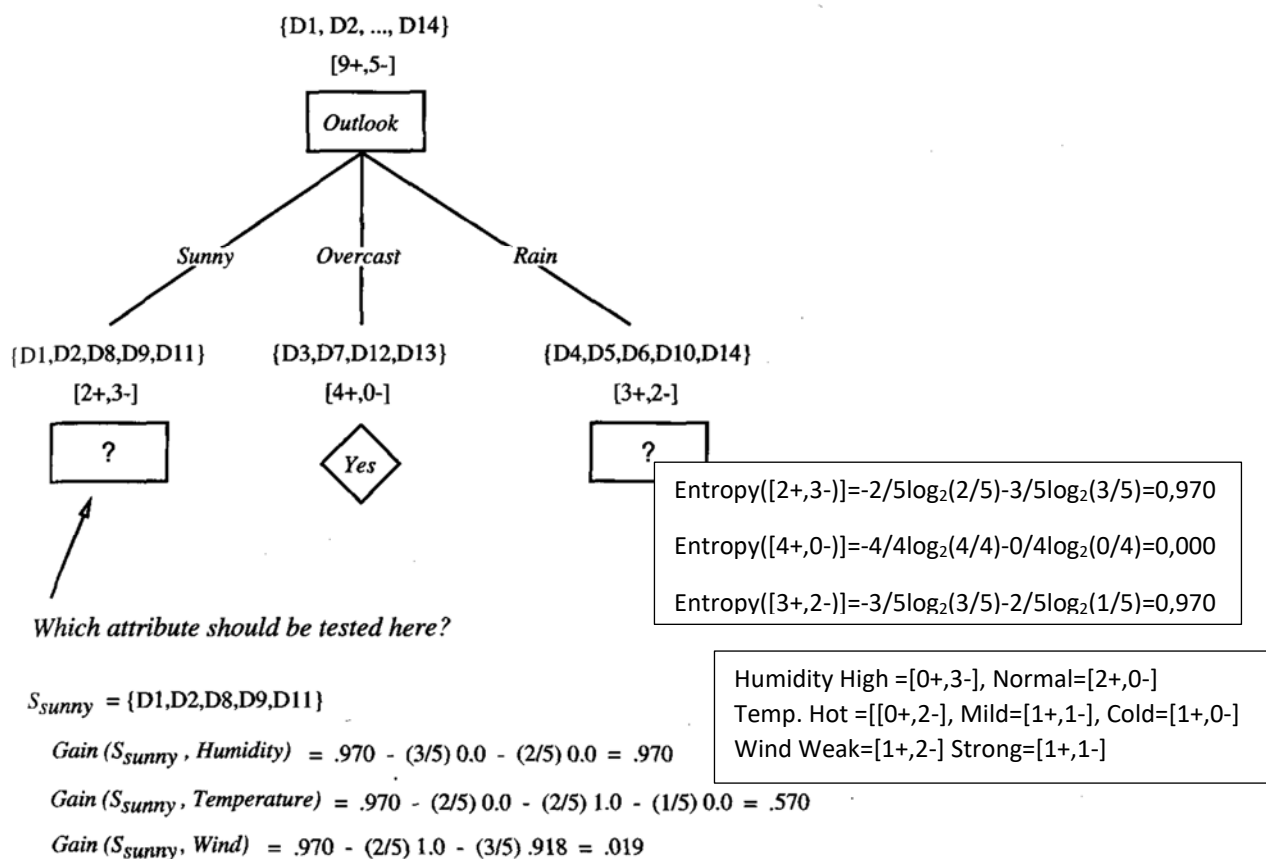 {D1, D2, ..., D14}
[9+,5-]
Outlook
Sunny
Overcast
Rain
{D1,D2,D8,D9,D11}
{D3,D7,D12,D13}
{D4,D5,D6,D10,D14}
[2+,3-]
[4+,0-]
[3+,2-]
?
Yes
?
Entropy([2+,3-)]=-2/5log₂(2/5)-3/5log₂(3/5)=0,970
Entropy([4+,0-)]=-4/4log₂(4/4)-0/4log₂(0/4)=0,000
Entropy([3+,2-)]=-3/5log₂(3/5)-2/5log₂(1/5)=0,970
Which attribute should be tested here?
Humidity High =[0+,3-], Normal=[2+,0-]
Temp. Hot =[[0+,2-], Mild=[1+,1-], Cold=[1+,0-]
Wind Weak=[1+,2-] Strong=[1+,1-]
S_sunny = {D1,D2,D8,D9,D11}
Gain (S_sunny , Humidity) = .970 - (3/5) 0.0 - (2/5) 0.0 = .970
Gain (S_sunny , Temperature) = .970 - (2/5) 0.0 - (2/5) 1.0 - (1/5) 0.0 = .570
Gain (S_sunny , Wind) = .970 - (2/5) 1.0 - (3/5) .918 = .019